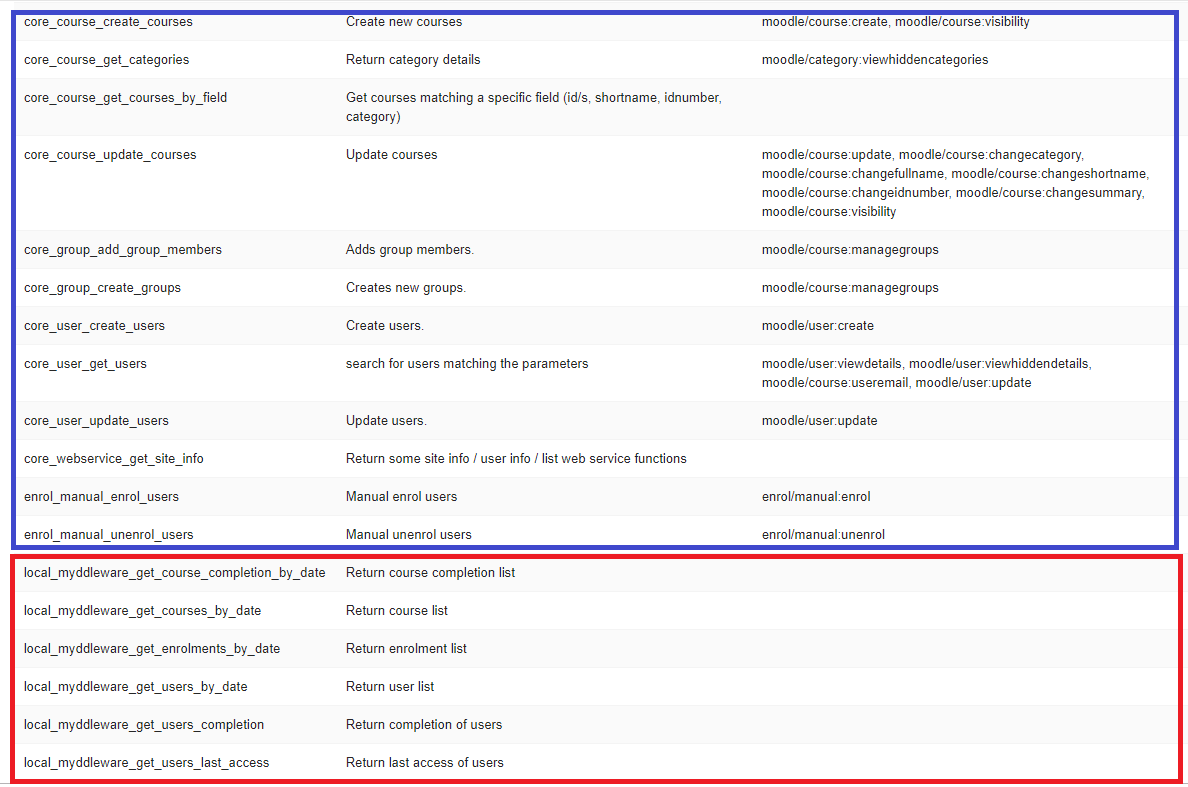 core_course_create_courses Create new courses moodle/course:create, moodle/course:visibility
core_course_get_categories Return category details moodle/category:viewhiddencategories
core_course_get_courses_by_field Get courses matching a specific field (id/s, shortname, idnumber,
category)
core_course_update_courses Update courses moodle/course:update, moodle/course:changecategory,
moodle/course:changefullname, moodle/course:changeshortname,
moodle/course:changeidnumber, moodle/course:changesummary,
moodle/course:visibility
core_group_add_group_members Adds group members. moodle/course:managegroups
core_group_create_groups Creates new groups. moodle/course:managegroups
core_user_create_users Create users. moodle/user:create
core_user_get_users search for users matching the parameters moodle/user:viewdetails, moodle/user:viewhiddendetails,
moodle/course:useremail, moodle/user:update
core_user_update_users Update users. moodle/user:update
core_webservice_get_site_info Return some site info / user info / list web service functions
enrol_manual_enrol_users Manual enrol users enrol/manual:enrol
enrol_manual_unenrol_users Manual unenrol users enrol/manual:unenrol
local_myddleware_get_course_completion_by_date Return course completion list
local_myddleware_get_courses_by_date Return course list
local_myddleware_get_enrolments_by_date Return enrolment list
local_myddleware_get_users_by_date Return user list
local_myddleware_get_users_completion Return completion of users
local_myddleware_get_users_last_access Return last access of users